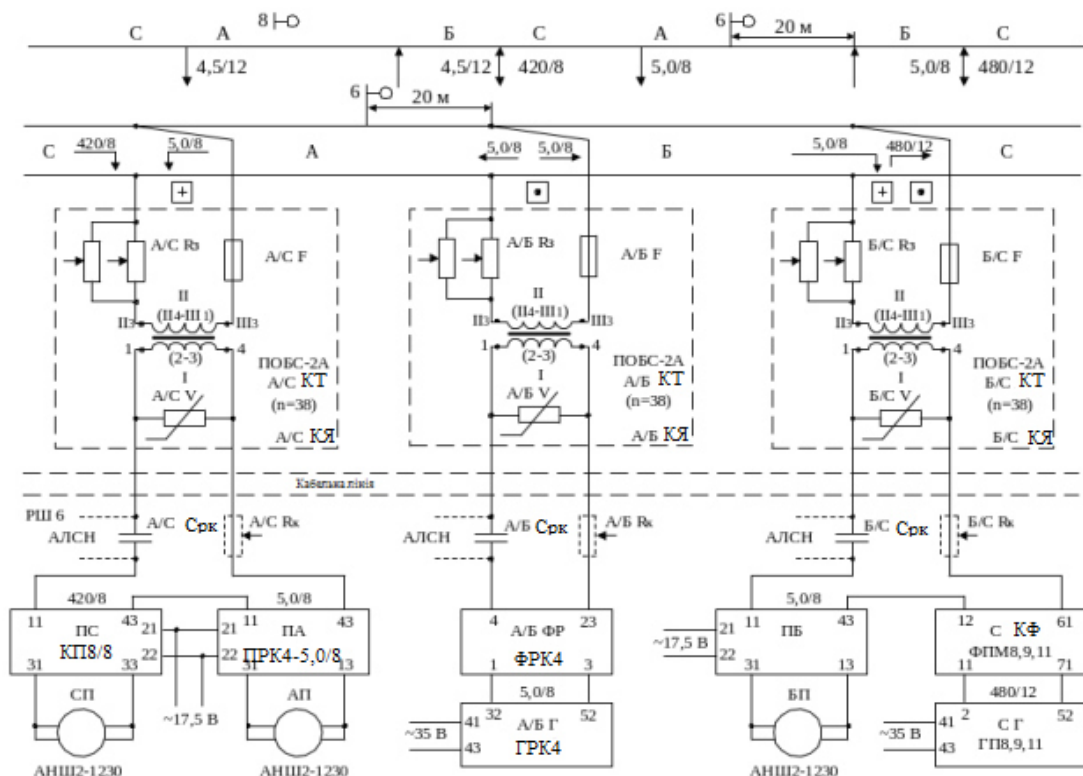 С А 8 Б С А 6 20 м Б С
4,5/12 4,5/12 420/8 5,0/8 5,0/8 480/12
6 20 м
С 420/8 5,0/8 А 5,0/8 5,0/8 Б 5,0/8 480/12 С
А/С Rз А/Б Rз Б/С Rз
А/С F А/Б F Б/С F
II II II
II3 (II4-III1) III3 II3 (II4-III1) III3 II3 (II4-III1) III3
1 (2-3) 4 1 (2-3) 4 1 (2-3) 4
ПОБС-2А ПОБС-2А ПОБС-2А
I А/С КТ I А/Б КТ I Б/С КТ
А/С V (n=38) А/Б V (n=38) Б/С V (n=38)
А/С КЯ А/Б КЯ Б/С КЯ
Кабельна лінія
РШ 6
А/С Срк А/С Rк А/Б Срк А/Б Rк Б/С Срк Б/С Rк
АЛСН АЛСН
420/8 5,0/8 5,0/8
11 43 11 43 4 23 11 43 12 61
ПС ПА А/Б ФР ПБ С КФ
21 21 ~17,5 В 21
КП8/8 ПРК4-5,0/8 ФРК4 ФПМ8,9,11
22 22 22
31 33 31 13 1 3 31 13 11 71
СП АП 5,0/8 БП 480/12
~17,5 В
32 52 2 52
41 А/Б Г 41 С Г
~35 В ~35 В
43 ГРК4 43 ГП8,9,11
АНШ2-1230 АНШ2-1230 АНШ2-1230